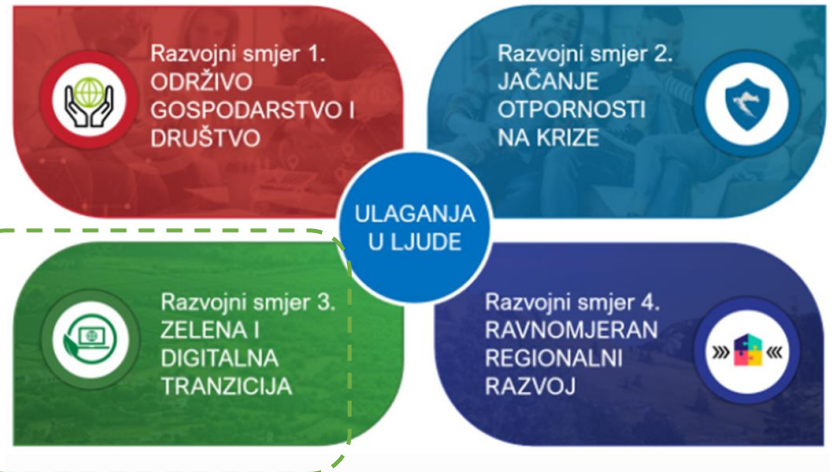 Razvojni smjer 1.
ODRŽIVO
GOSPODARSTVO I
DRUŠTVO
Razvojni smjer 2.
JAČANJE
OTPORNOSTI
NA KRIZE
ULAGANJA
U LJUDE
Razvojni smjer 3.
ZELENA I
DIGITALNA
TRANZICIJA
Razvojni smjer 4.
RAVNOMJERAN
REGIONALNI
RAZVOJ